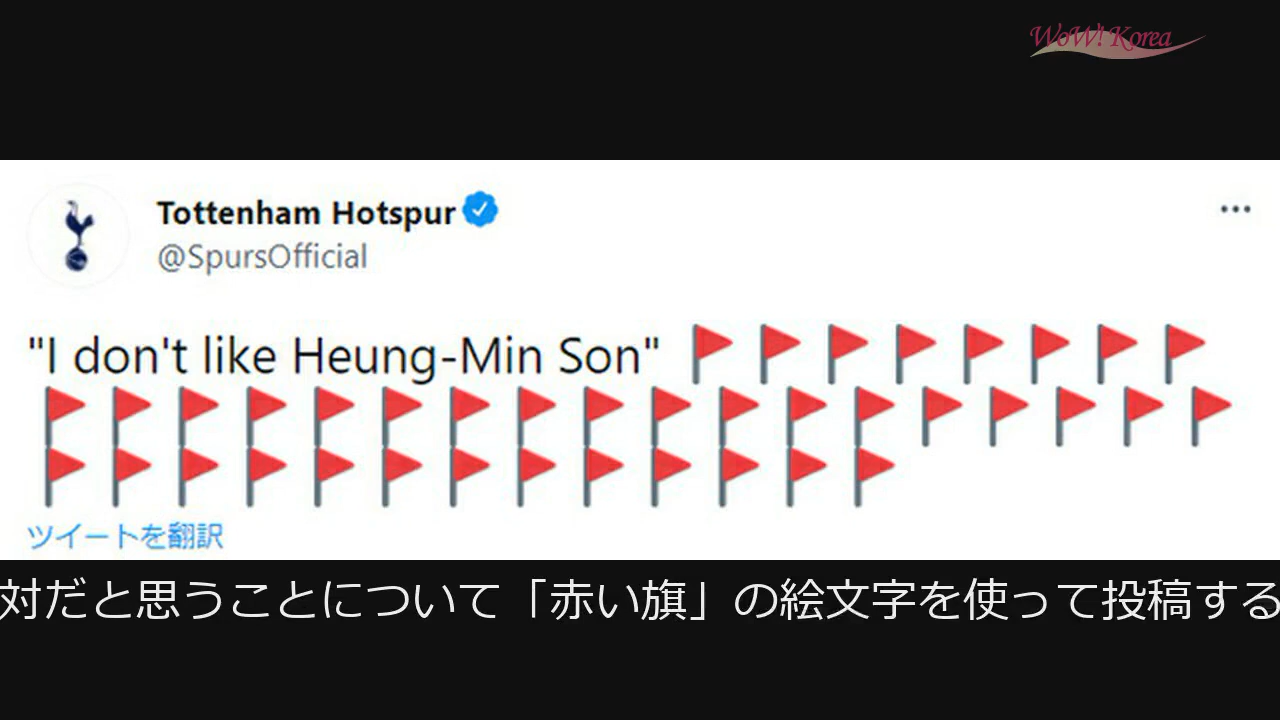 WoW! Korea
Tottenham Hotspur
@SpursOfficial
"I don't like Heung-Min Son" 🚩🚩🚩🚩🚩🚩🚩🚩
🚩🚩🚩🚩🚩🚩🚩🚩🚩🚩🚩🚩🚩🚩🚩🚩🚩🚩
🚩🚩🚩🚩🚩🚩🚩🚩🚩🚩🚩🚩🚩
ツイートを翻訳
対だと思うことについて「赤い旗」の絵文字を使って投稿する